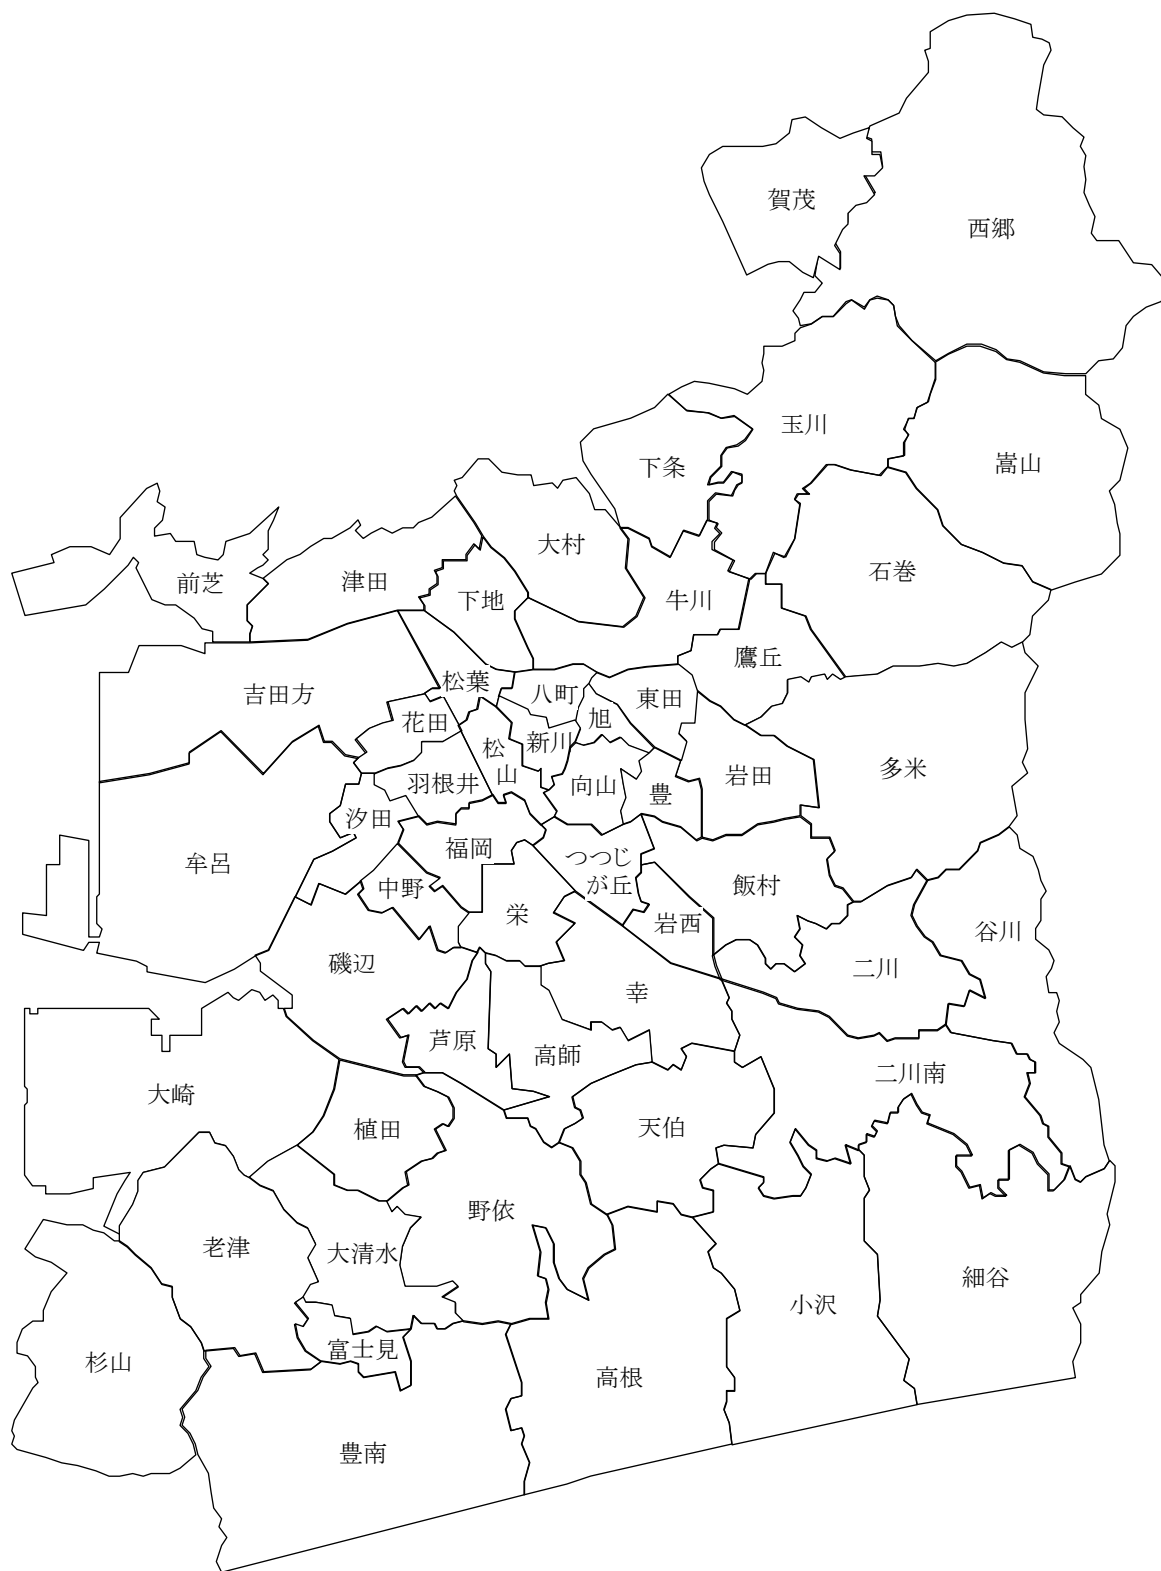 賀茂
西郷
玉川
下条
嵩山
大村
石巻
前芝
津田
下地
牛川
鷹丘
吉田方
松葉
八町
東田
花田
旭
新川
松
山
多米
羽根井
向山
岩田
豊
汐田
牟呂
福岡
つつじ
が丘
中野
飯村
栄
岩西
谷川
磯辺
二川
幸
芦原
高師
二川南
大崎
植田
天伯
野依
老津
大清水
細谷
小沢
富士見
杉山
高根
豊南